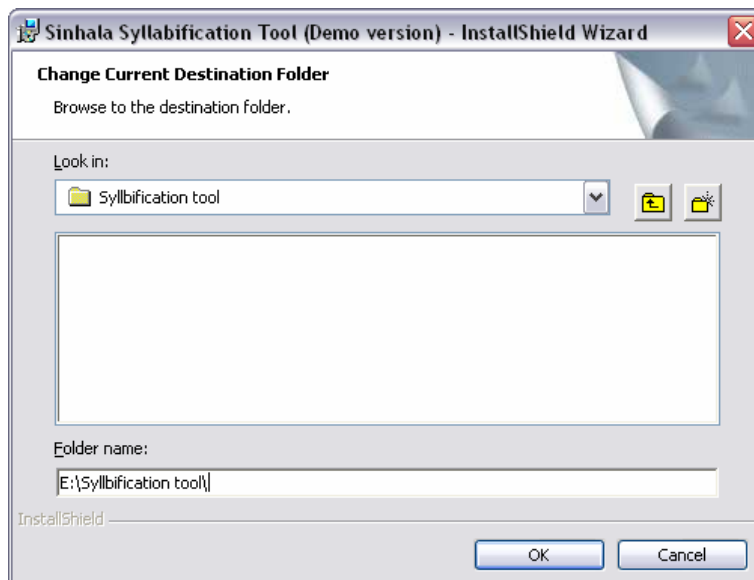 Sinhala Syllabification Tool (Demo version) - InstallShield Wizard
Change Current Destination Folder
Browse to the destination folder.
Look in:
Syllbification tool
Folder name:
E:\Syllbification tool\
InstallShield
OK Cancel